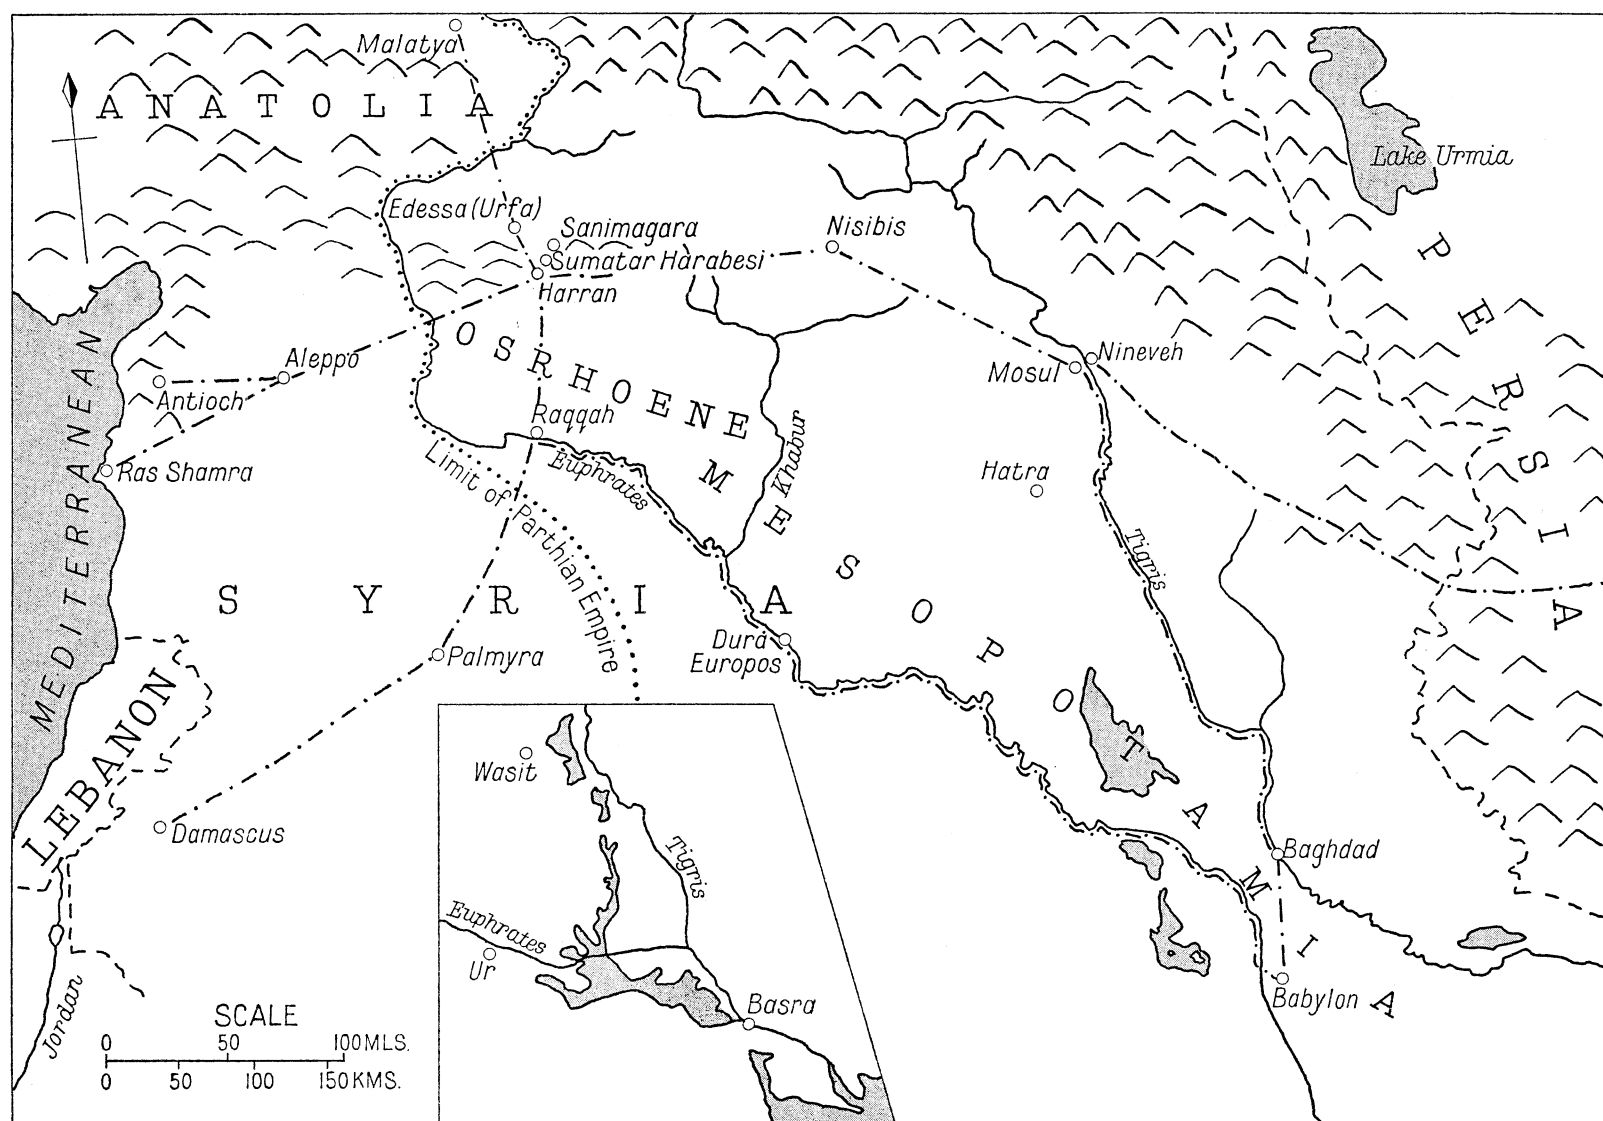 Malatya
ANATOLIA
Lake Urmia
Edessa (Urfa)
Sanimagara
Nisibis
Sumatar Harabesi
Harran
PERSIA
MEDITERRANEAN
Aleppo
OSRHOENE
Nineveh
Mosul
Antioch
Raqqah
Khabur
Ras Shamra
Limit of Parthian Empire
Euphrates
Hatra
MESOPOTAMIA
Tigris
SYRIA
Dura
Europos
Palmyra
LEBANON
Damascus
Baghdad
Babylon
Jordan
Wasit
Tigris
Euphrates
Ur
Basra
SCALE
0 50 100 MLS.
0 50 100 150 KMS.